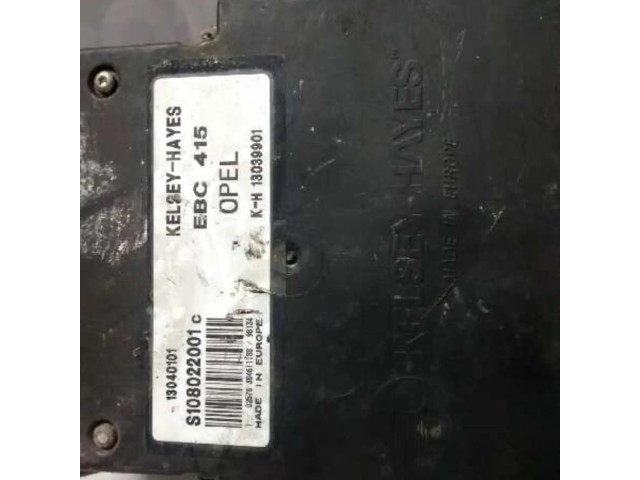 KELSEY-HAYES
EBC 415
OPEL
K-H 13039901
13040101
S108022001 C
MADE IN EUROPE
KELSEY-HAYES
MADE IN EUROPE